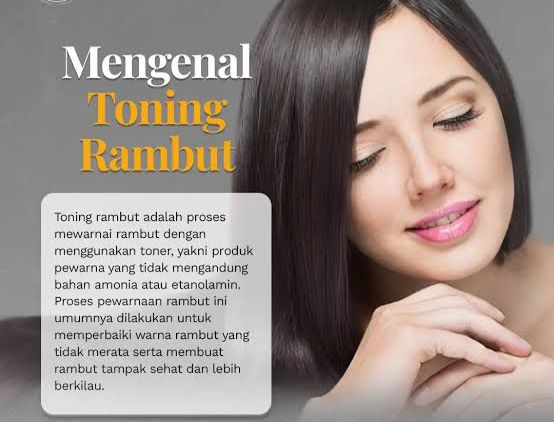 Mengenal
Toning
Rambut
Toning rambut adalah proses
mewarnai rambut dengan
menggunakan toner, yakni produk
pewarna yang tidak mengandung
bahan amonia atau etanolamin.
Proses pewarnaan rambut ini
umumnya dilakukan untuk
memperbaiki warna rambut yang
tidak merata serta membuat
rambut tampak sehat dan lebih
berkilau.